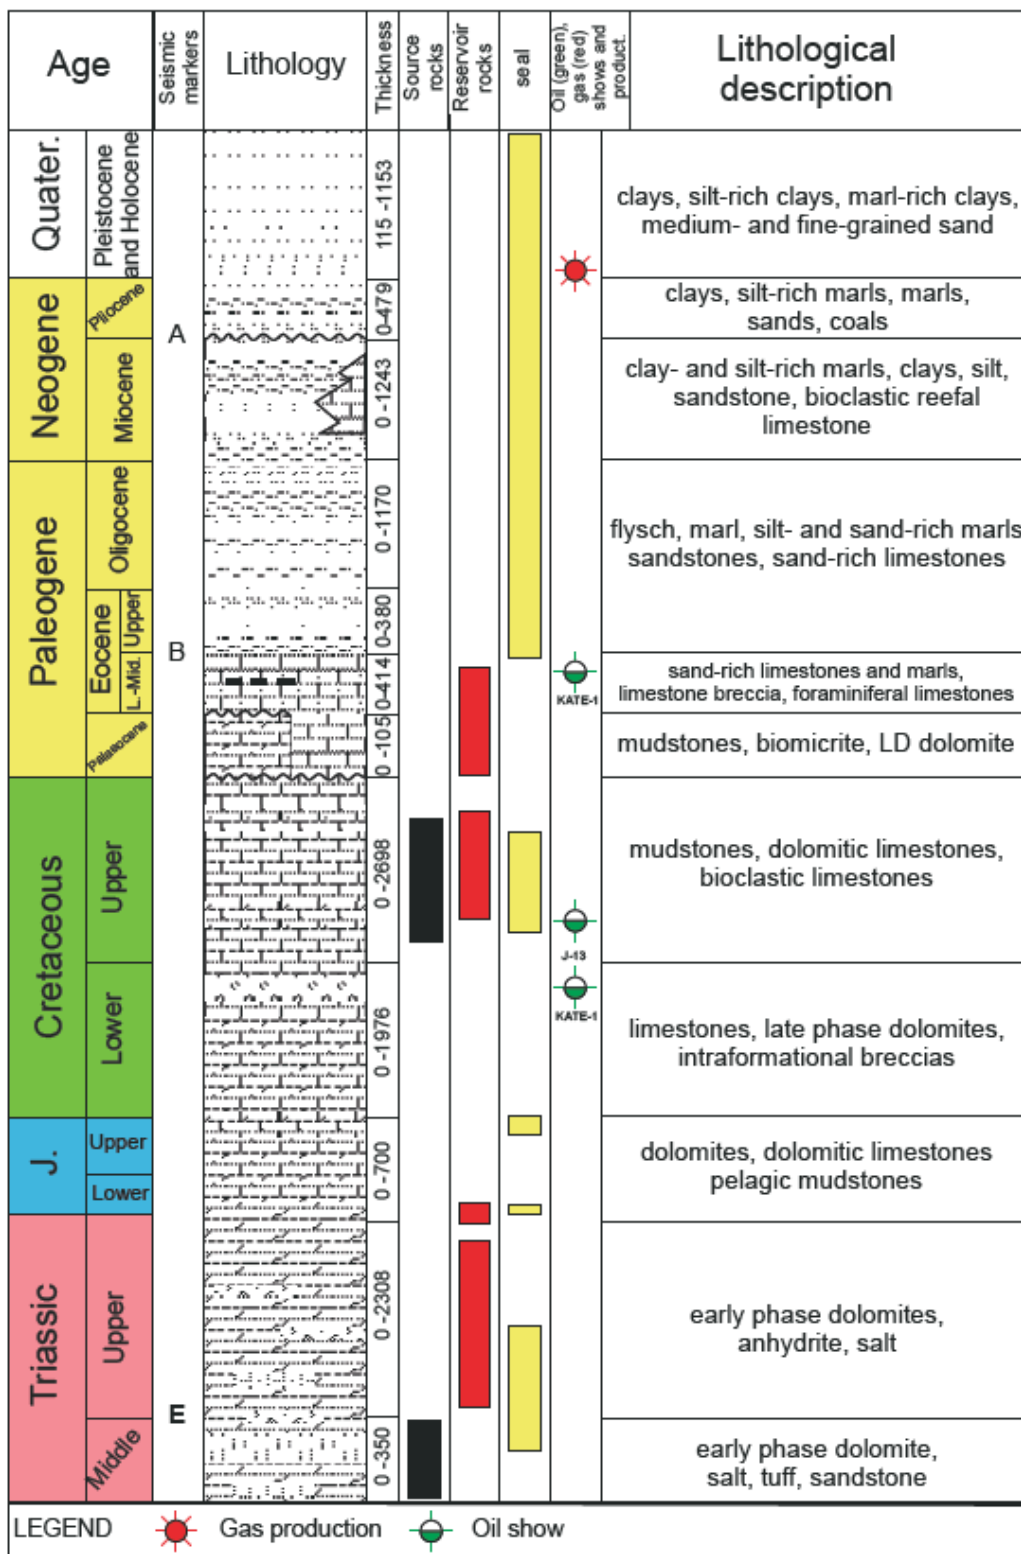 Age
Seismic
markers
Lithology
Thickness
Source
rocks
Reservoir
rocks
seal
Oil (green),
gas (red)
shows and
product.
Lithological
description
Quater.
Pleistocene
and Holocene
115 -1153
clays, silt-rich clays, marl-rich clays,
medium- and fine-grained sand
Neogene
Pliocene
A
0-479
clays, silt-rich marls, marls,
sands, coals
Miocene
0 -1243
clay- and silt-rich marls, clays, silt,
sandstone, bioclastic reefal
limestone
Paleogene
Oligocene
0 -1170
flysch, marl, silt- and sand-rich marls
sandstones, sand-rich limestones
Eocene
Upper
0-380
B
L.-Mid.
0-414
KATE-1
sand-rich limestones and marls,
limestone breccia, foraminiferal limestones
Palaeocene
0 -105
mudstones, biomicrite, LD dolomite
Cretaceous
Upper
0 -2698
J-13
mudstones, dolomitic limestones,
bioclastic limestones
Lower
0 -1976
KATE-1
limestones, late phase dolomites,
intraformational breccias
J.
Upper
Lower
0 -700
dolomites, dolomitic limestones
pelagic mudstones
Triassic
Upper
0 -2308
early phase dolomites,
anhydrite, salt
E
Middle
0 -350
early phase dolomite,
salt, tuff, sandstone
LEGEND
Gas production
Oil show